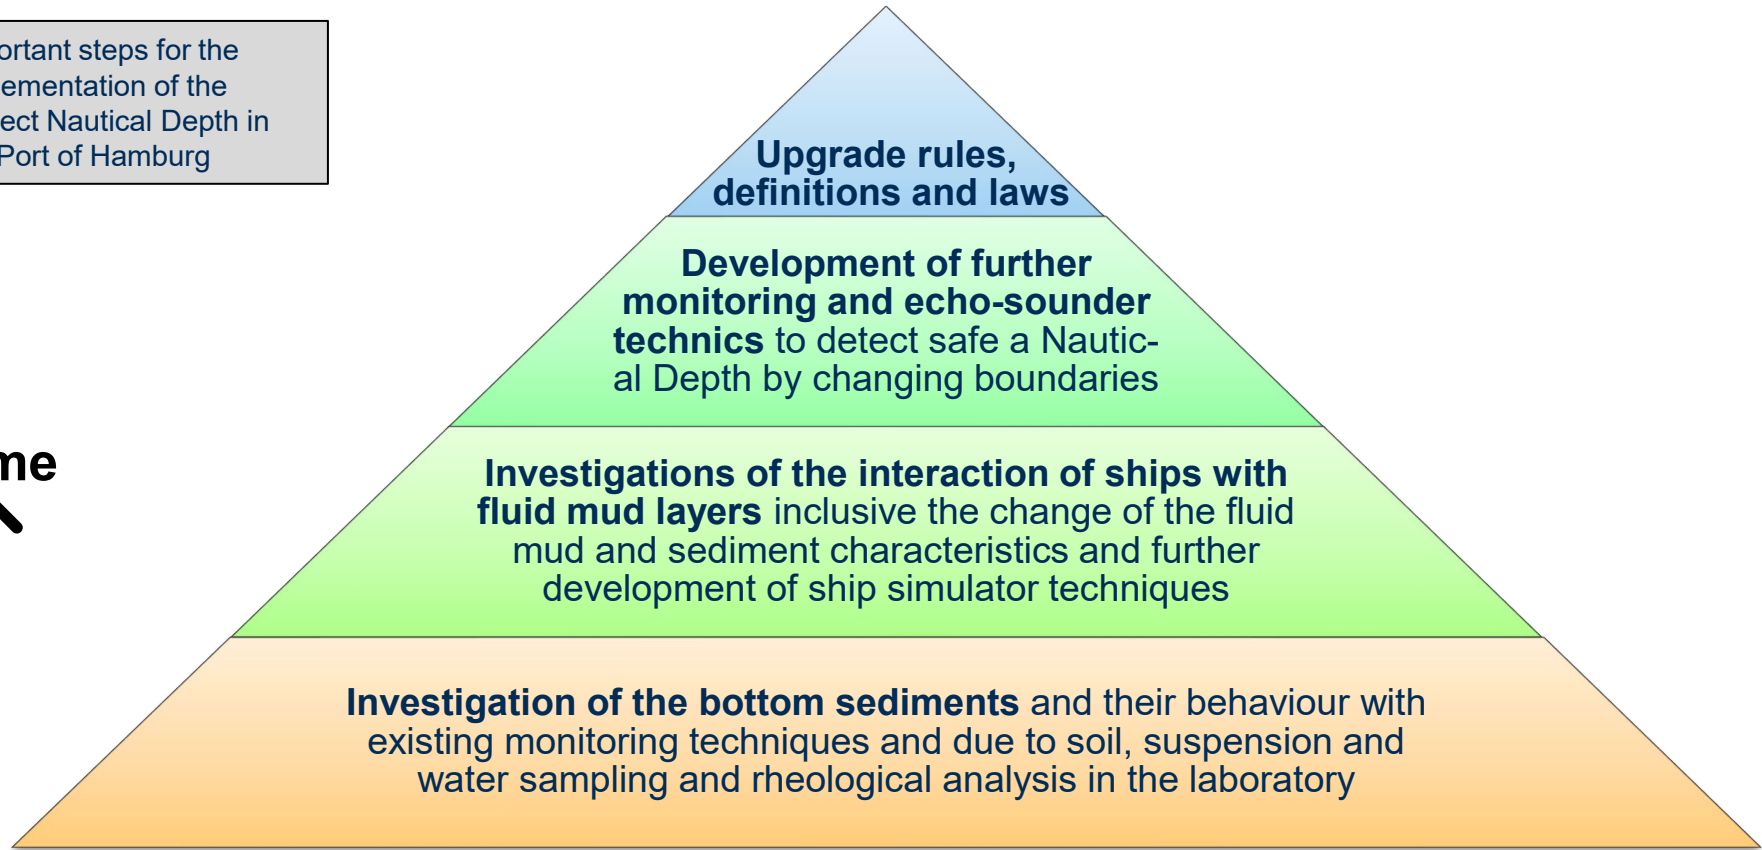 ortant steps for the
ementation of the
ect Nautical Depth in
Port of Hamburg
Upgrade rules,
definitions and laws
Development of further
monitoring and echo-sounder
technics to detect safe a Nautic-
al Depth by changing boundaries
me
Investigations of the interaction of ships with
fluid mud layers inclusive the change of the fluid
mud and sediment characteristics and further
development of ship simulator techniques
Investigation of the bottom sediments and their behaviour with
existing monitoring techniques and due to soil, suspension and
water sampling and rheological analysis in the laboratory